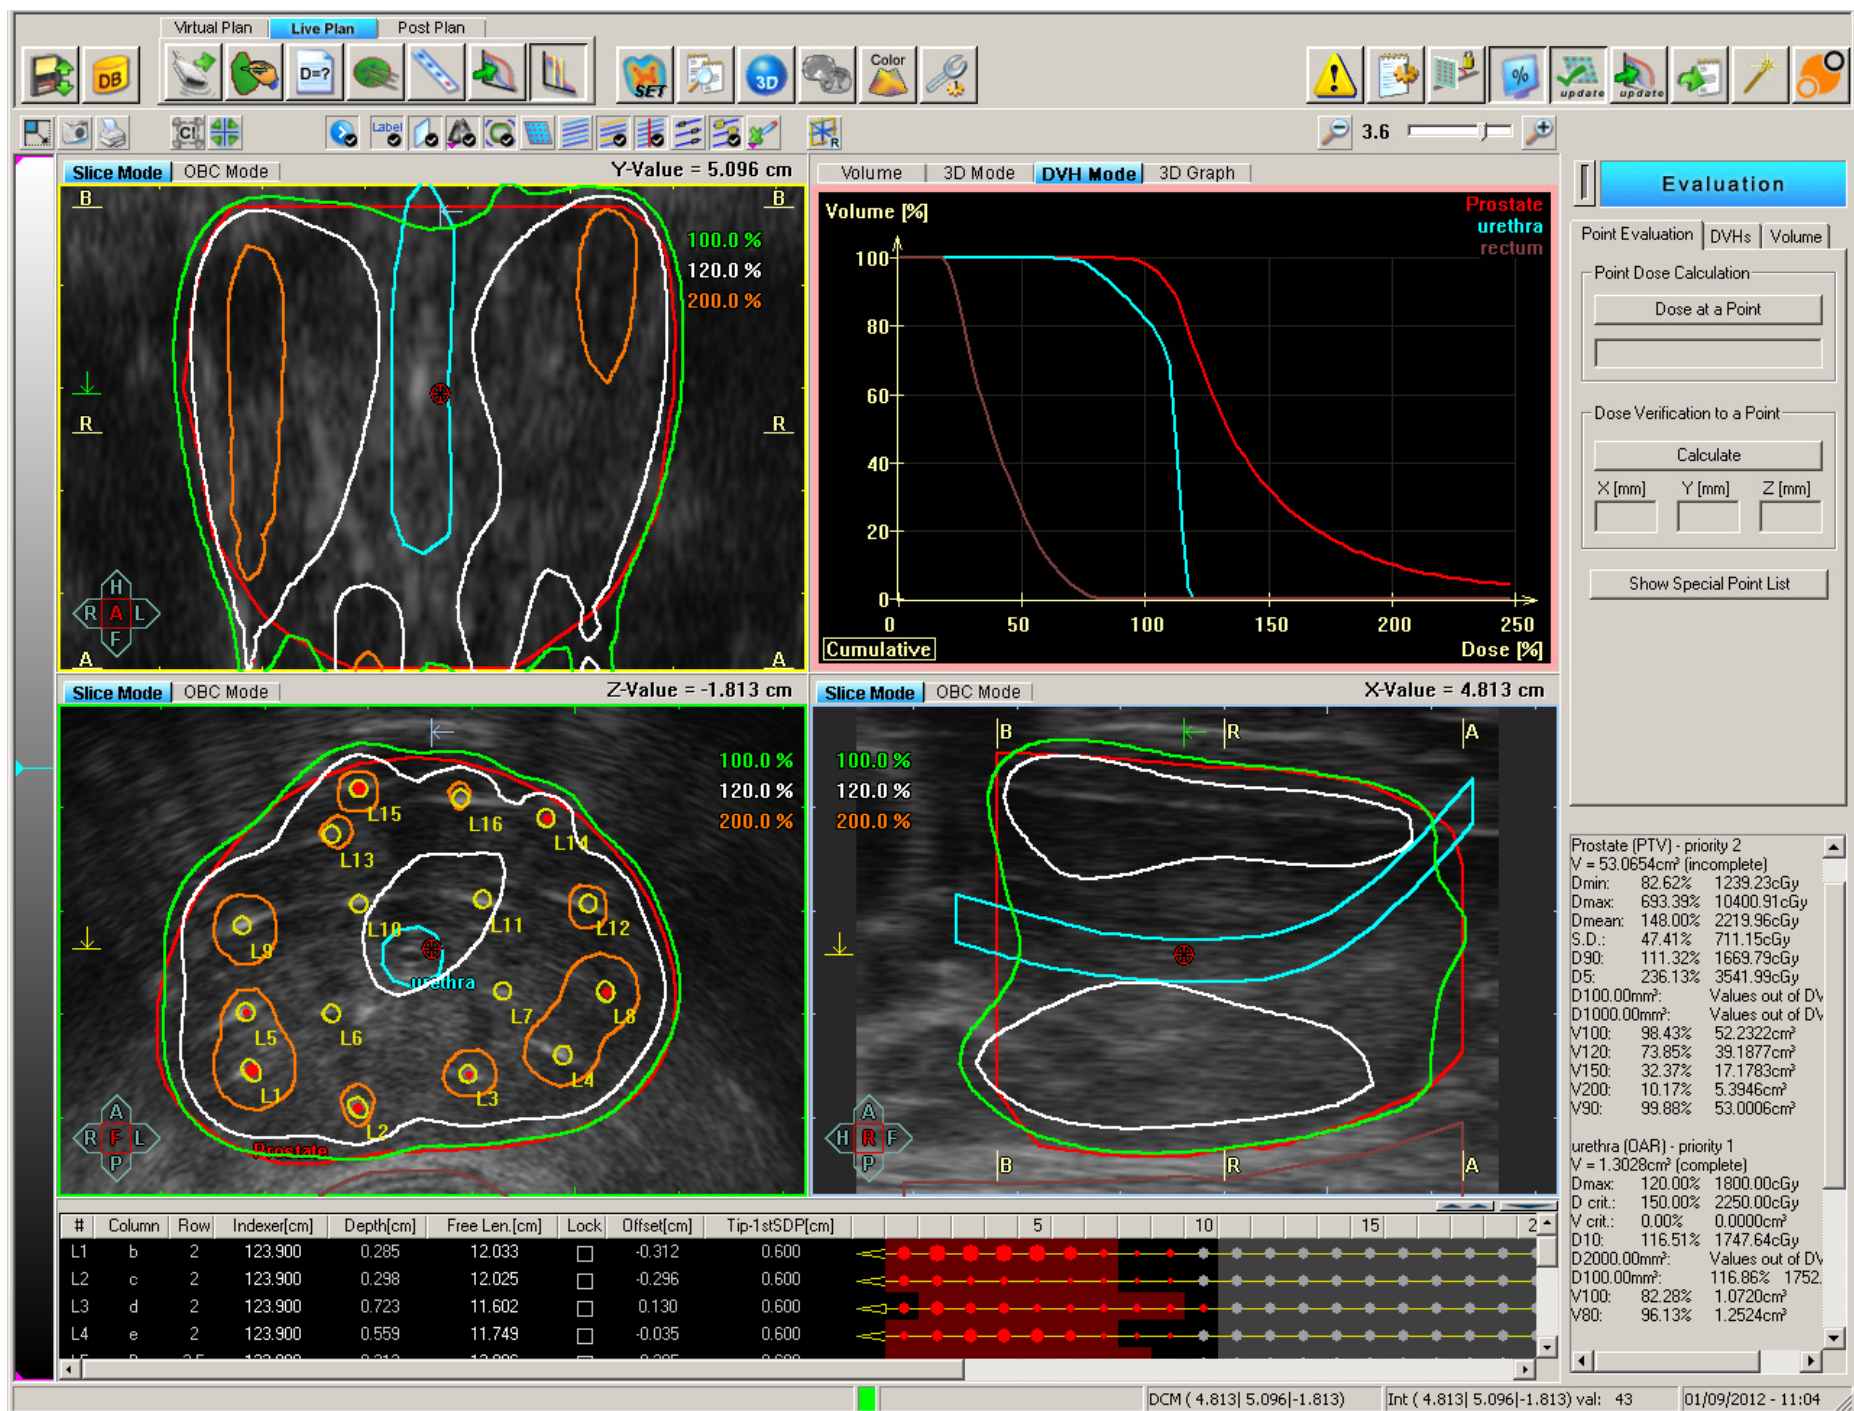 Virtual Plan Live Plan Post Plan
DB D=? SET 3D Color % update update
C! Label R 3.6
Slice Mode OBC Mode Y-Value = 5.096 cm
B B
100.0 %
120.0 %
200.0 %
R R
H
R A L
F
A A
Volume 3D Mode DVH Mode 3D Graph
Volume [%]
Prostate
urethra
rectum
100
80
60
40
20
0
0 50 100 150 200 250
Cumulative Dose [%]
Evaluation
Point Evaluation DVHs Volume
Point Dose Calculation
Dose at a Point
Dose Verification to a Point
Calculate
X [mm] Y [mm] Z [mm]
Show Special Point List
Slice Mode OBC Mode Z-Value = -1.813 cm
100.0 %
120.0 %
200.0 %
L15
L16
L14
L13
L10
L11
L12
L9
urethra
L5
L6
L7
L8
L1
L2
L3
L4
Prostate
A
R F L
P
Slice Mode OBC Mode X-Value = 4.813 cm
B R A
100.0 %
120.0 %
200.0 %
A
H R F
P
B R A
Prostate (PTV) - priority 2
V = 53.0654cm³ (incomplete)
Dmin: 82.62% 1239.23cGy
Dmax: 693.39% 10400.91cGy
Dmean: 148.00% 2219.96cGy
S.D.: 47.41% 711.15cGy
D90: 111.32% 1669.79cGy
D5: 236.13% 3541.99cGy
D100.00mm³: Values out of DV
D1000.00mm³: Values out of DV
V100: 98.43% 52.2322cm³
V120: 73.85% 39.1877cm³
V150: 32.37% 17.1783cm³
V200: 10.17% 5.3946cm³
V90: 99.88% 53.0006cm³
urethra (OAR) - priority 1
V = 1.3028cm³ (complete)
Dmax: 120.00% 1800.00cGy
D crit.: 150.00% 2250.00cGy
V crit.: 0.00% 0.0000cm³
D10: 116.51% 1747.64cGy
D2000.00mm³: Values out of DV
D100.00mm³: 116.86% 1752.
V100: 82.28% 1.0720cm³
V80: 96.13% 1.2524cm³
# Column Row Indexer[cm] Depth[cm] Free Len.[cm] Lock Offset[cm] Tip-1stSDP[cm] 5 10 15 2
L1 b 2 123.900 0.285 12.033 -0.312 0.600
L2 c 2 123.900 0.298 12.025 -0.296 0.600
L3 d 2 123.900 0.723 11.602 0.130 0.600
L4 e 2 123.900 0.559 11.749 -0.035 0.600
DCM ( 4.813| 5.096|-1.813) Int ( 4.813| 5.096|-1.813) val: 43 01/09/2012 - 11:04